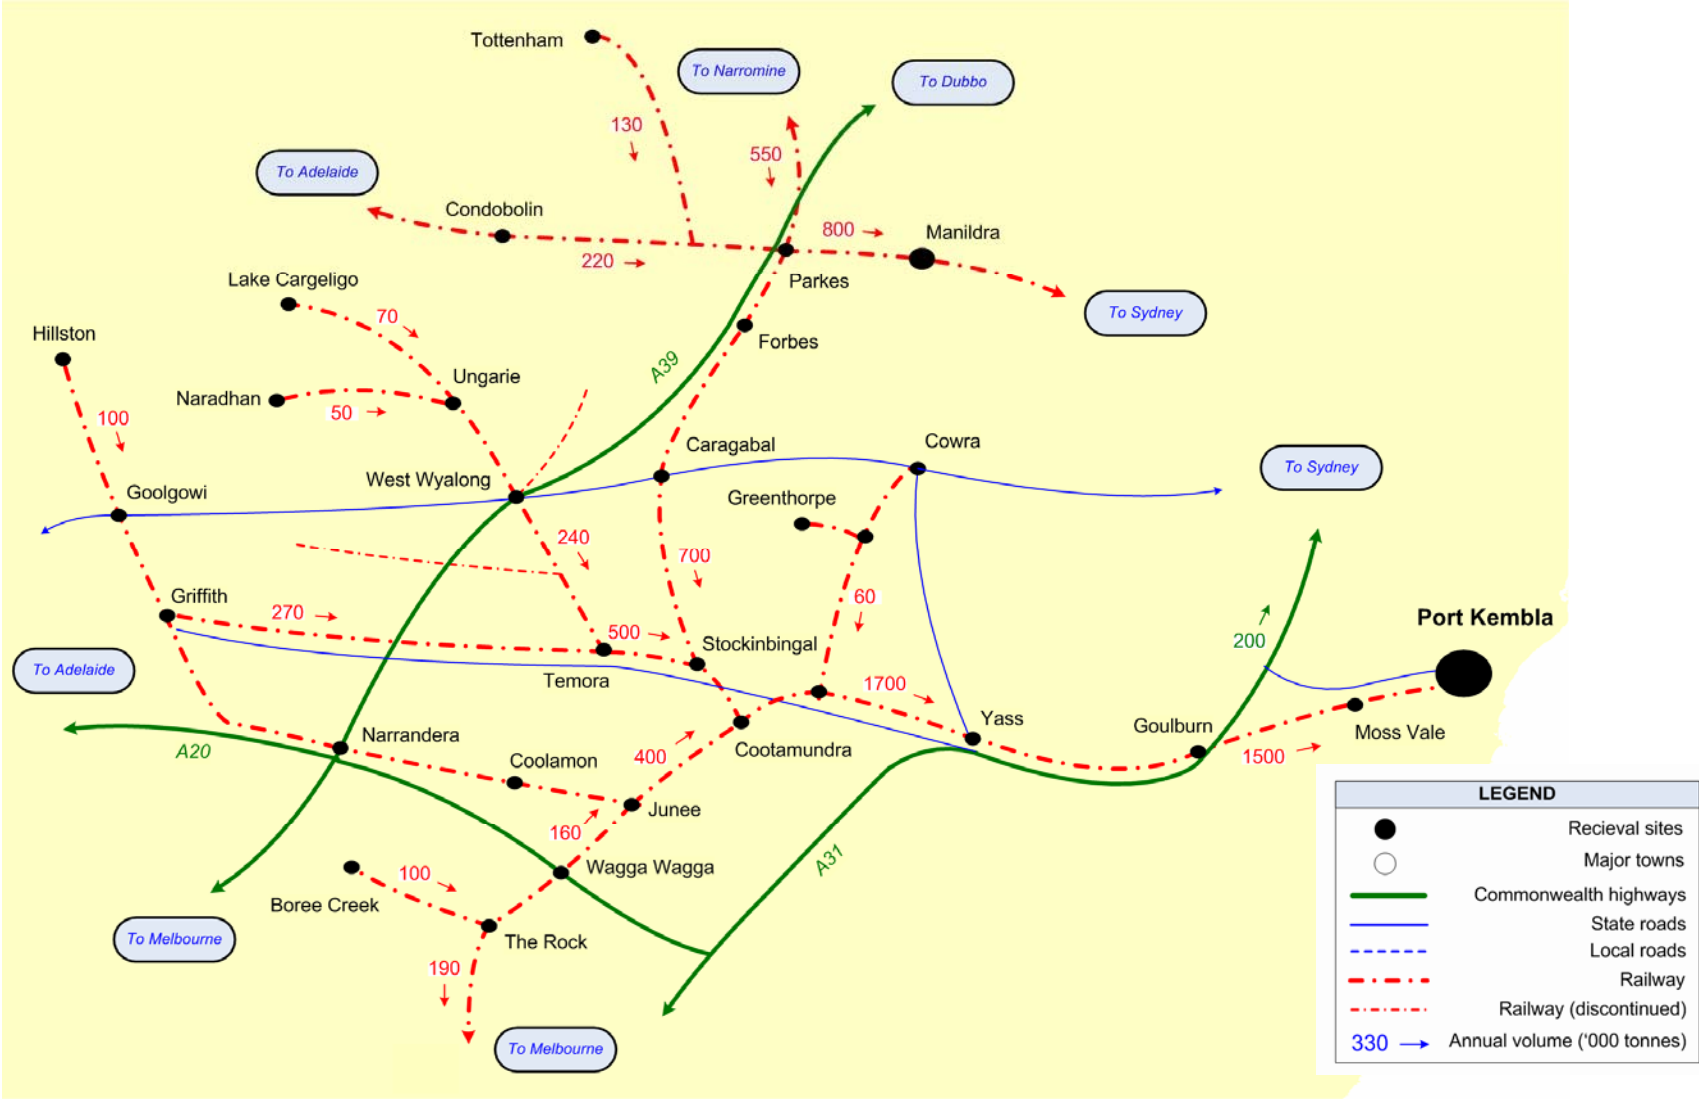 Tottenham
To Narromine
To Dubbo
130
550
To Adelaide
Condobolin
800
Manildra
220
Parkes
Lake Cargeligo
To Sydney
70
Hillston
Forbes
A39
Ungarie
Naradhan
50
100
Caragabal
Cowra
West Wyalong
To Sydney
Goolgowi
Greenthorpe
240
700
Griffith
60
270
Port Kembla
500
200
Stockinbingal
To Adelaide
Temora
1700
Yass
Goulburn
Narrandera
Moss Vale
A20
Cootamundra
400
1500
Coolamon
Junee
160
A31
Wagga Wagga
100
Boree Creek
The Rock
To Melbourne
190
To Melbourne
LEGEND
Recieval sites
Major towns
Commonwealth highways
State roads
Local roads
Railway
Railway (discontinued)
330 Annual volume ('000 tonnes)